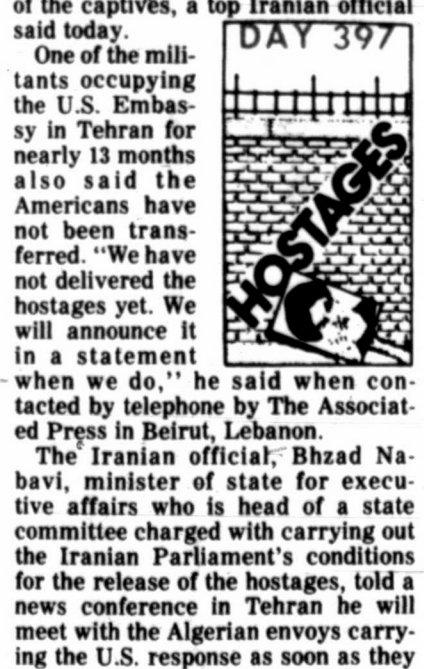 of the captives, a top Iranian official
said today.
One of the mili-
tants occupying
the U.S. Embas-
sy in Tehran for
nearly 13 months
also said the
Americans have
not been trans-
ferred. "We have
not delivered the
hostages yet. We
will announce it
in a statement
DAY 397
HOSTAGES
when we do," he said when con-
tacted by telephone by The Associat-
ed Press in Beirut, Lebanon.
The Iranian official, Bhzad Na-
bavi, minister of state for execu-
tive affairs who is head of a state
committee charged with carrying out
the Iranian Parliament's conditions
for the release of the hostages, told a
news conference in Tehran he will
meet with the Algerian envoys carry-
ing the U.S. response as soon as they